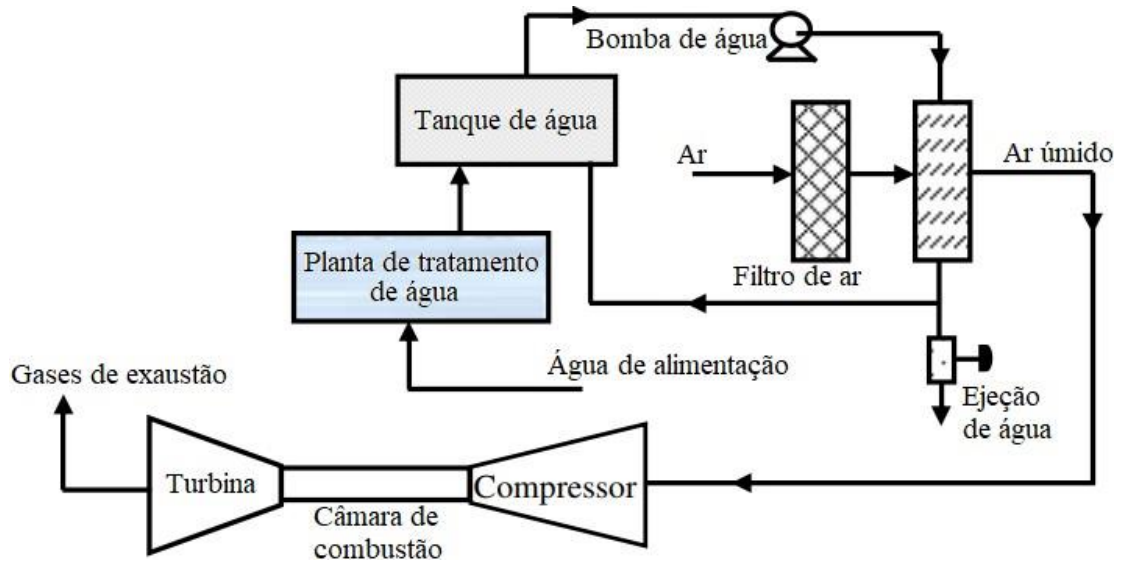 Bomba de água
Tanque de água
Ar
Ar úmido
Planta de tratamento
de água
Filtro de ar
Água de alimentação
Ejeção
de água
Gases de exaustão
Turbina
Compressor
Câmara de
combustão